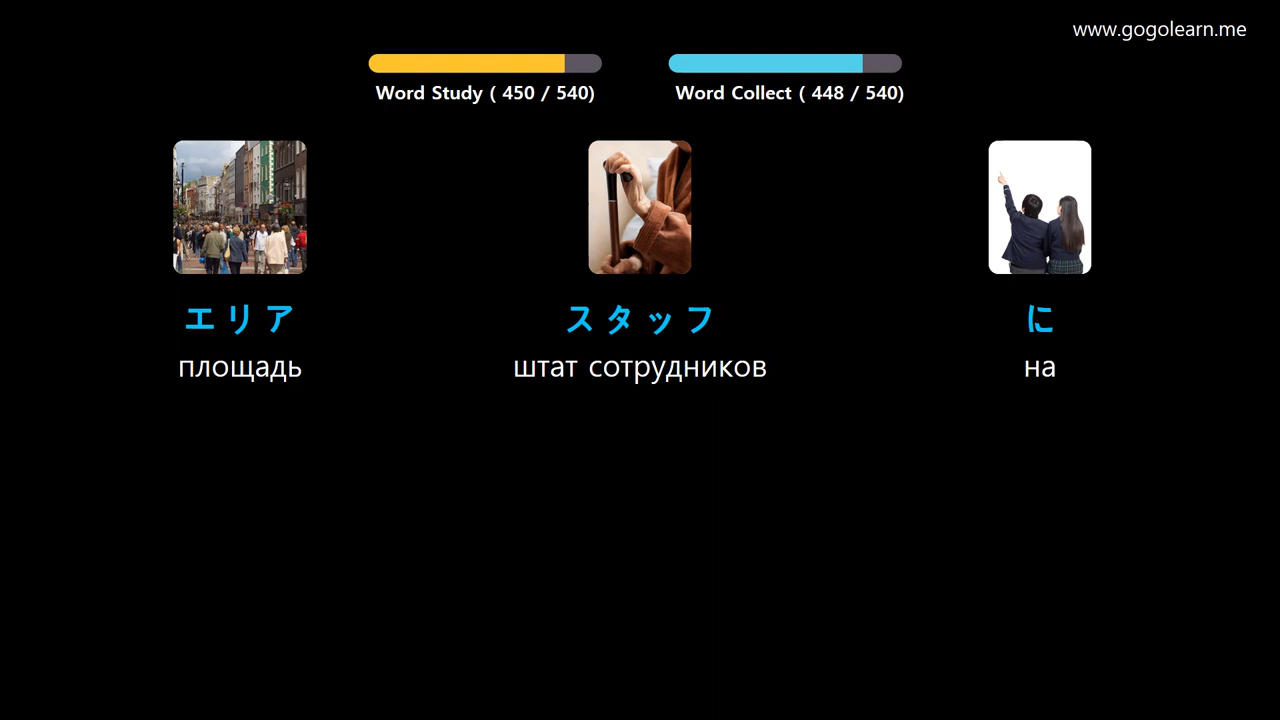 www.gogolearn.me
Word Study ( 450 / 540)
Word Collect ( 448 / 540)
エリア
スタッフ
に
площадь
штат сотрудников
на